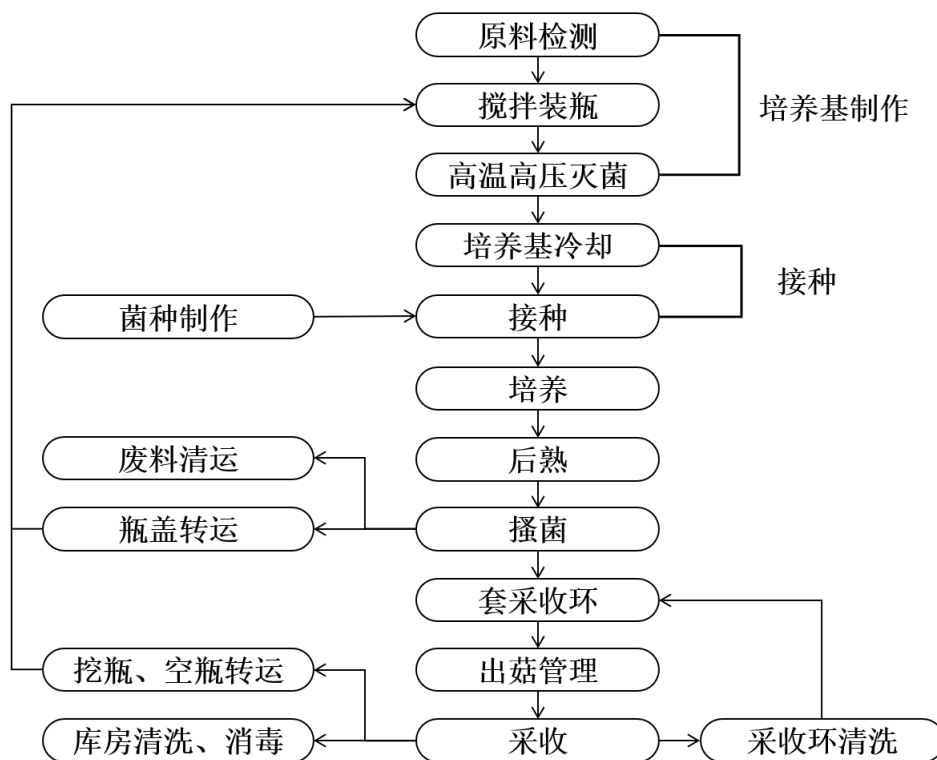 原料检测
搅拌装瓶
培养基制作
高温高压灭菌
培养基冷却
接种
菌种制作
接种
培养
废料清运
后熟
瓶盖转运
搔菌
套采收环
挖瓶、空瓶转运
出菇管理
库房清洗、消毒
采收
采收环清洗